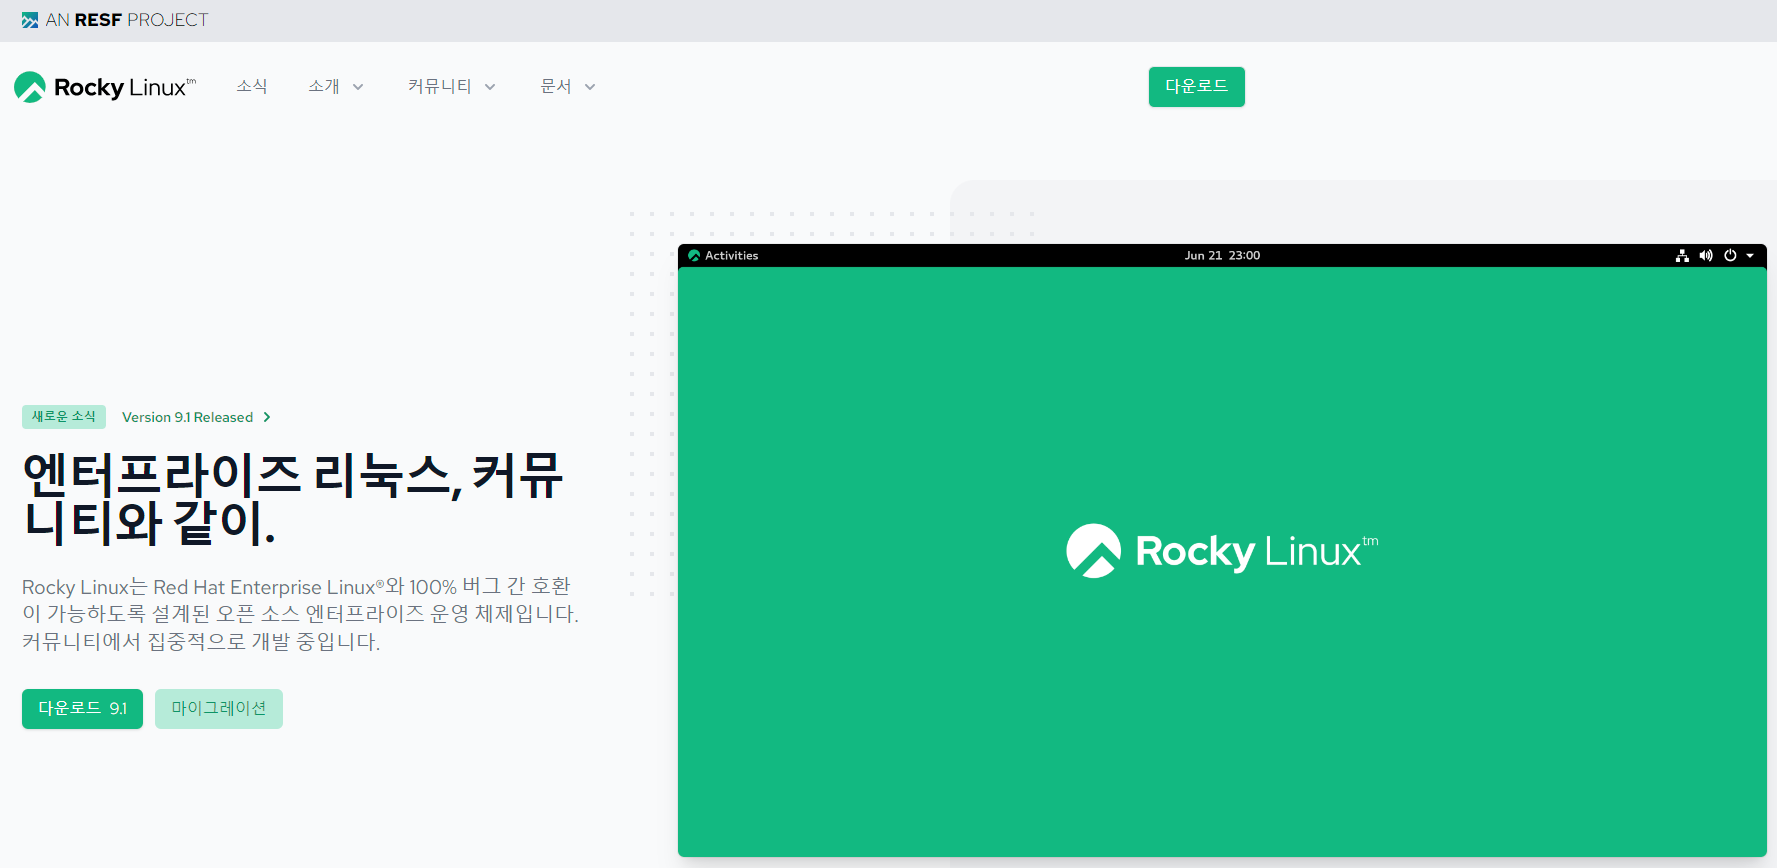 AN RESF PROJECT
Rocky Linux™ 소식 소개 커뮤니티 문서 다운로드
Activities Jun 21 23:00
새로운 소식 Version 9.1 Released
엔터프라이즈 리눅스, 커뮤
니티와 같이.
Rocky Linux™
Rocky Linux는 Red Hat Enterprise Linux®와 100% 버그 간 호환
이 가능하도록 설계된 오픈 소스 엔터프라이즈 운영 체제입니다.
커뮤니티에서 집중적으로 개발 중입니다.
다운로드 9.1 마이그레이션